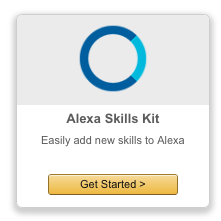 Alexa Skills Kit
Easily add new skills to Alexa
Get Started >